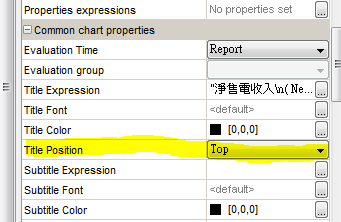 Properties expressions No properties set ...
Common chart properties
Evaluation Time Report
Evaluation group
Title Expression "淨售電收入\n(Ne... ...
Title Font <default> ...
Title Color [0,0,0] ...
Title Position Top
Subtitle Expression ...
Subtitle Font <default> ...
Subtitle Color [0,0,0] ...